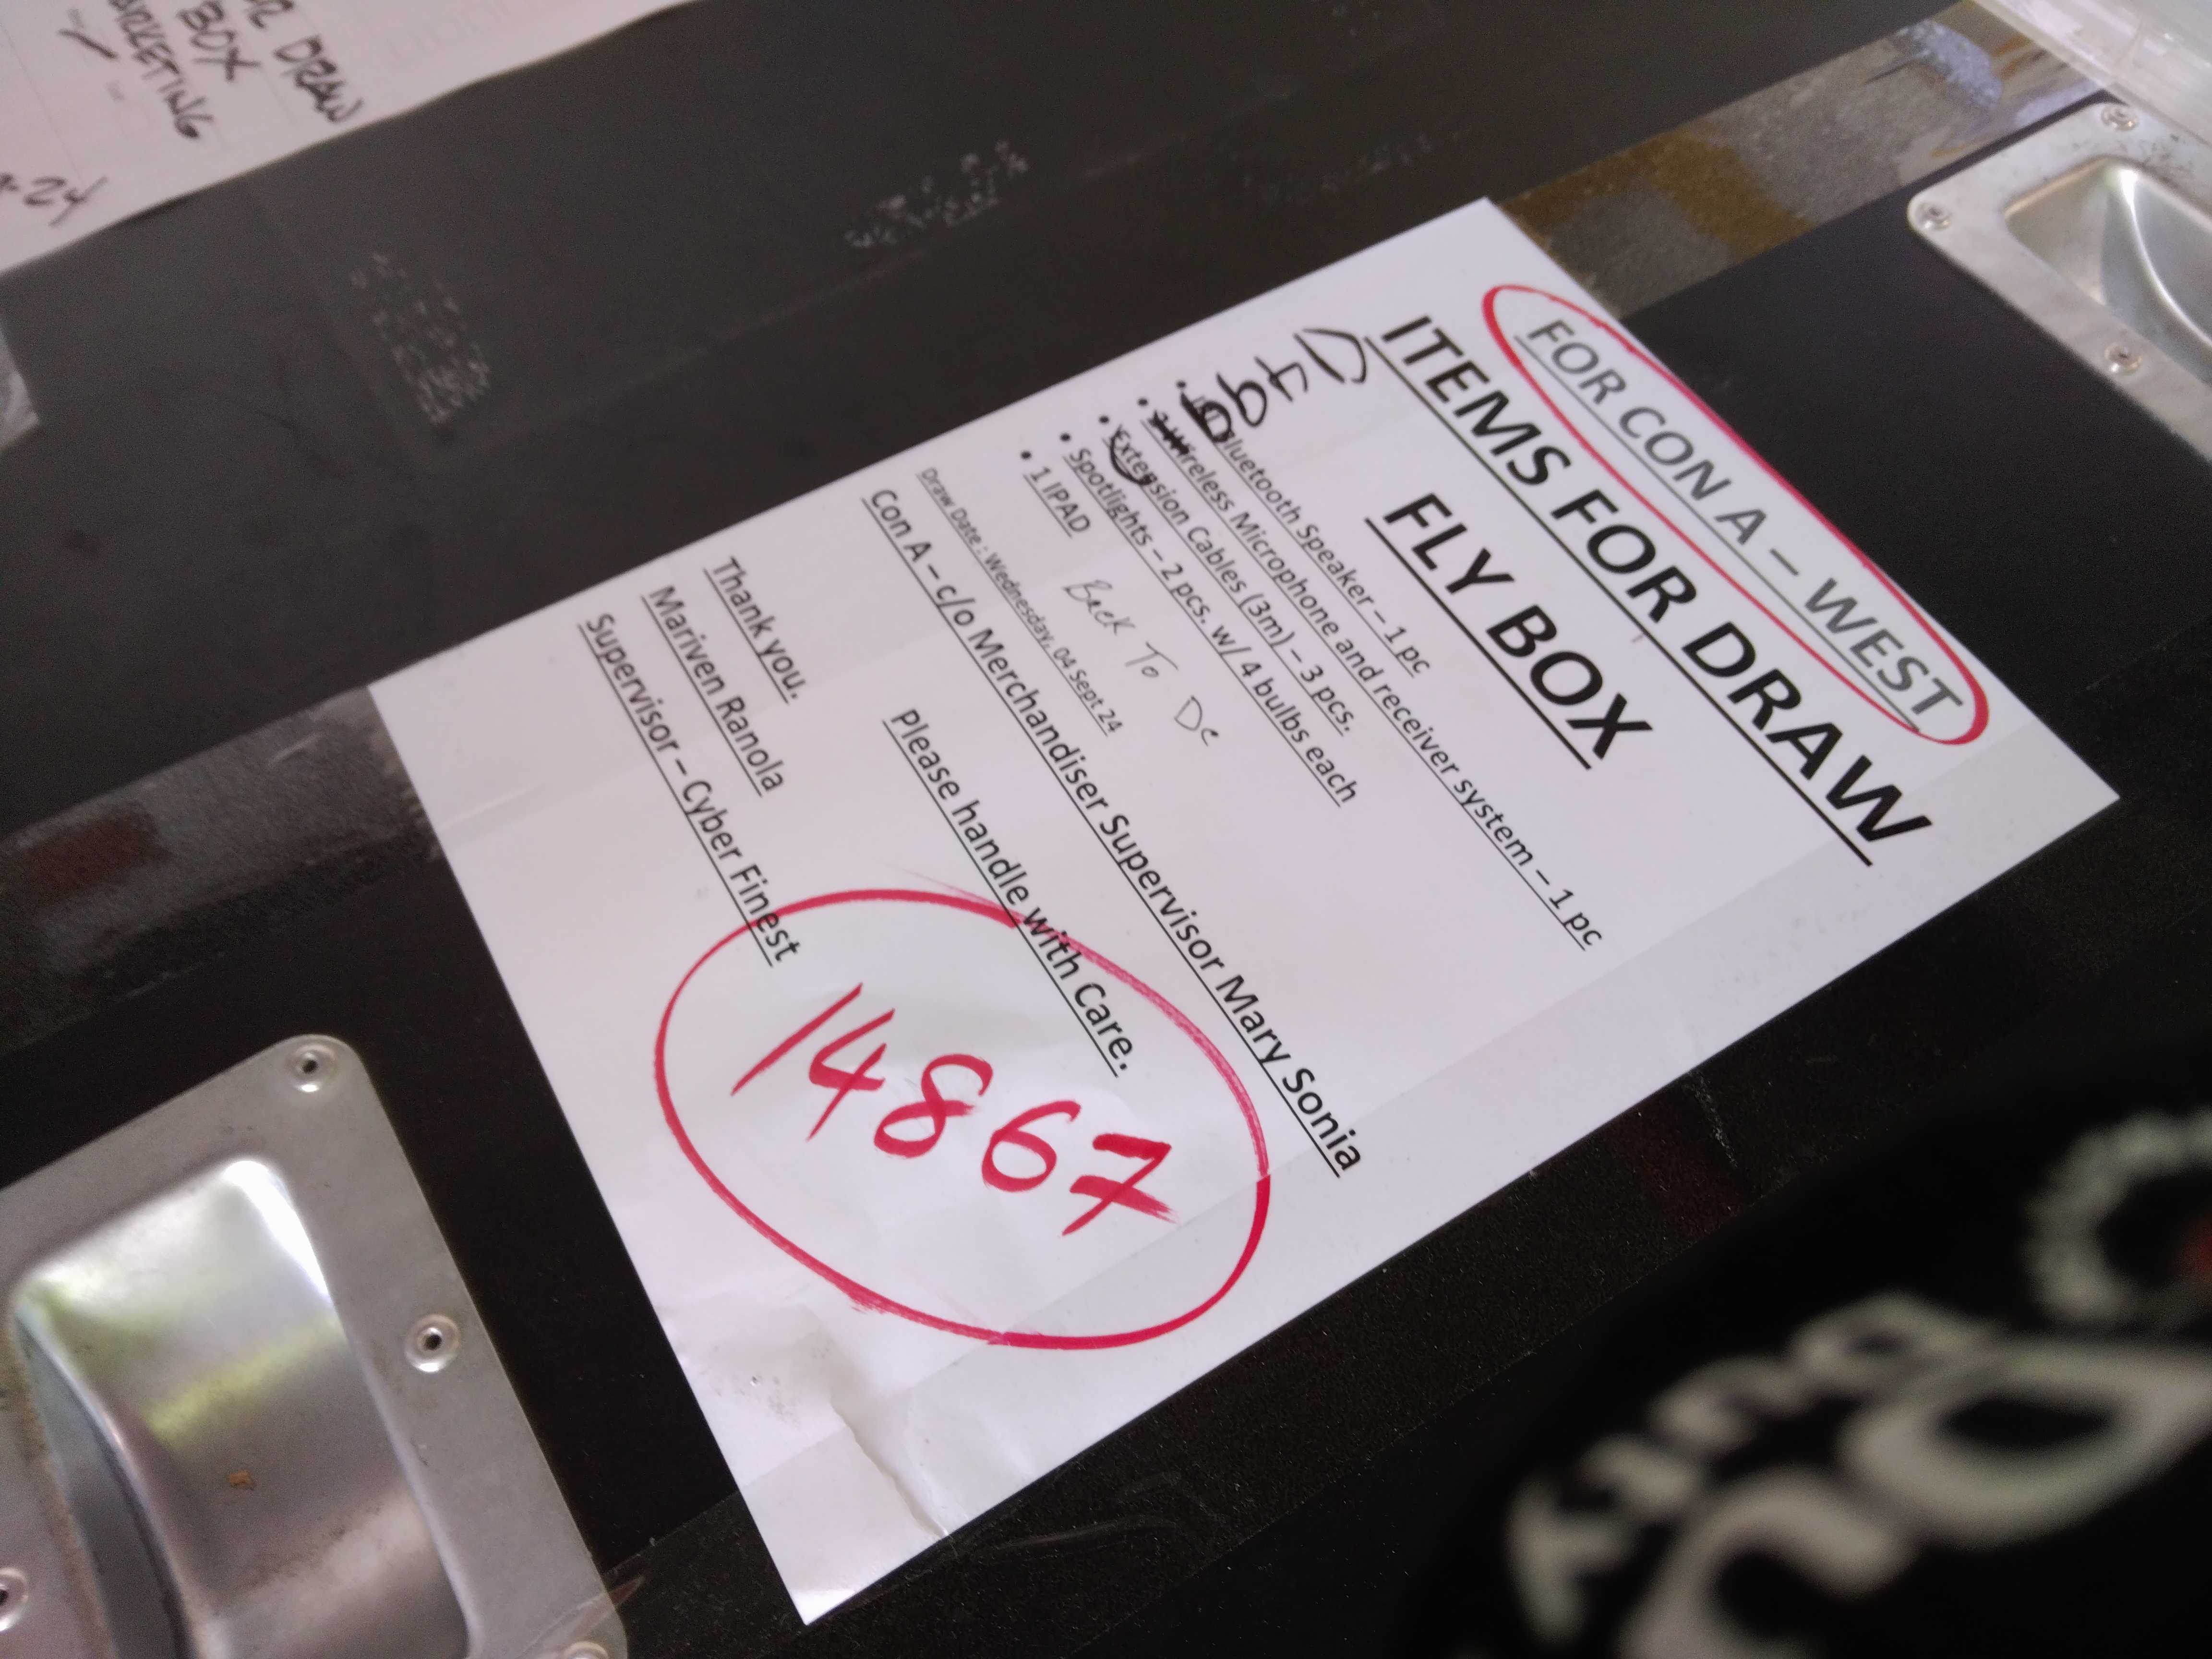 FOR CON A – WEST
ITEMS FOR DRAW
FLY BOX
Bluetooth Speaker – 1 pc
Wireless Microphone and receiver system – 1 pc
Extension Cables (3m) – 3 pcs.
Spotlights – 2 pcs. w/ 4 bulbs each
1 IPAD
Back To DC
Draw Date : Wednesday, 04 Sept 24
Con A – c/o Merchandiser Supervisor Mary Sonia
Please handle with Care.
Thank you.
Mariven Ranola
Supervisor – Cyber Finest
14867
DRAW
BOX
24